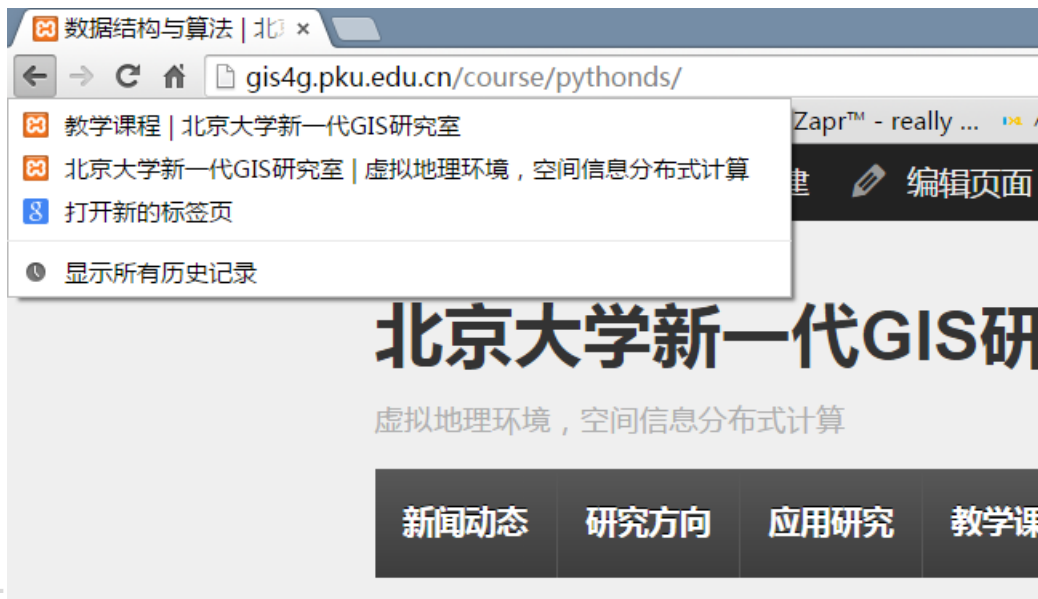 数据结构与算法 | 北
gis4g.pku.edu.cn/course/pythonds/
教学课程 | 北京大学新一代GIS研究室
Zapr™ - really ...
北京大学新一代GIS研究室 | 虚拟地理环境，空间信息分布式计算
建 编辑页面
打开新的标签页
显示所有历史记录
北京大学新一代GIS研
虚拟地理环境，空间信息分布式计算
新闻动态 研究方向 应用研究 教学课